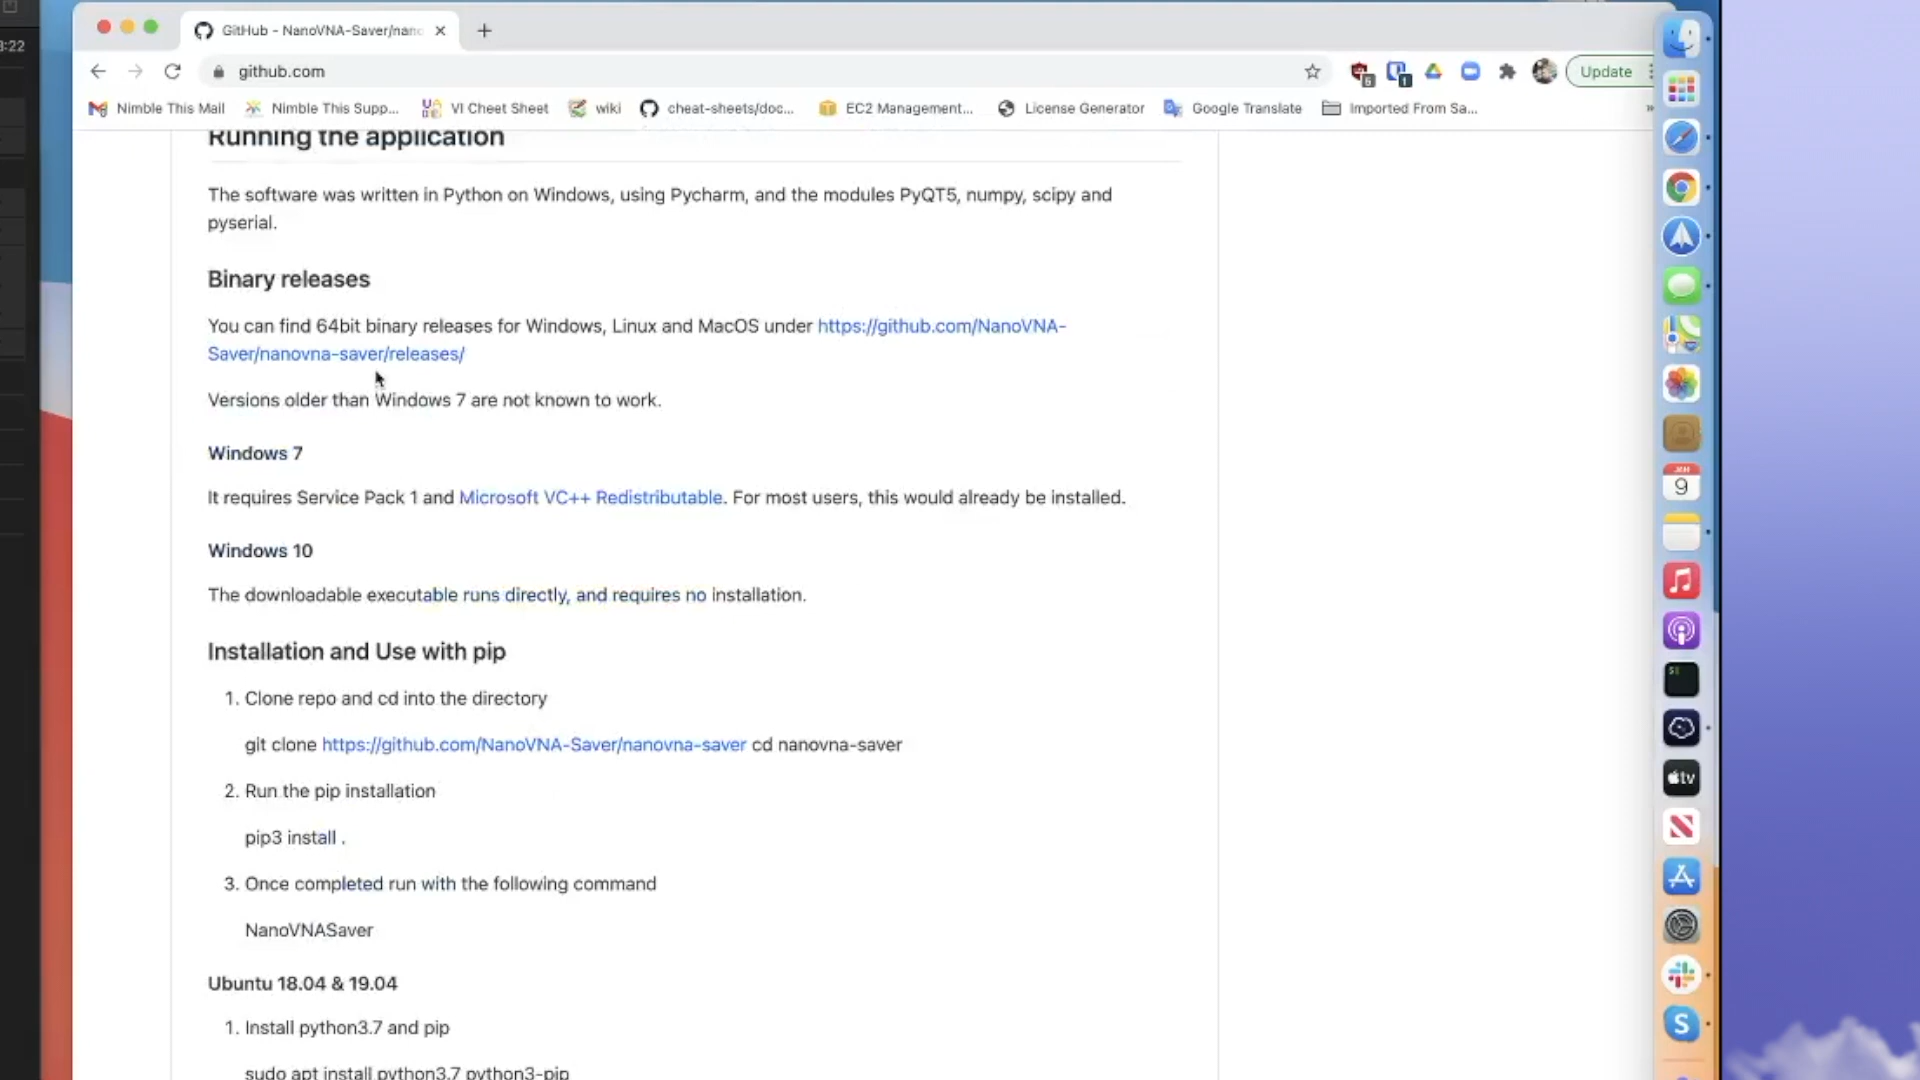 3:22
GitHub - NanoVNA-Saver/nano
github.com
Update
Nimble This Mail
Nimble This Supp...
VI Cheet Sheet
wiki
cheat-sheets/doc...
EC2 Management...
License Generator
Google Translate
Imported From Sa...
Running the application
The software was written in Python on Windows, using Pycharm, and the modules PyQT5, numpy, scipy and
pyserial.
Binary releases
You can find 64bit binary releases for Windows, Linux and MacOS under https://github.com/NanoVNA-
Saver/nanovna-saver/releases/
Versions older than Windows 7 are not known to work.
Windows 7
It requires Service Pack 1 and Microsoft VC++ Redistributable. For most users, this would already be installed.
Windows 10
The downloadable executable runs directly, and requires no installation.
Installation and Use with pip
1. Clone repo and cd into the directory
git clone https://github.com/NanoVNA-Saver/nanovna-saver cd nanovna-saver
2. Run the pip installation
pip3 install .
3. Once completed run with the following command
NanoVNASaver
Ubuntu 18.04 & 19.04
1. Install python3.7 and pip
sudo apt install python3.7 python3-pip
JAN
9
tv
S